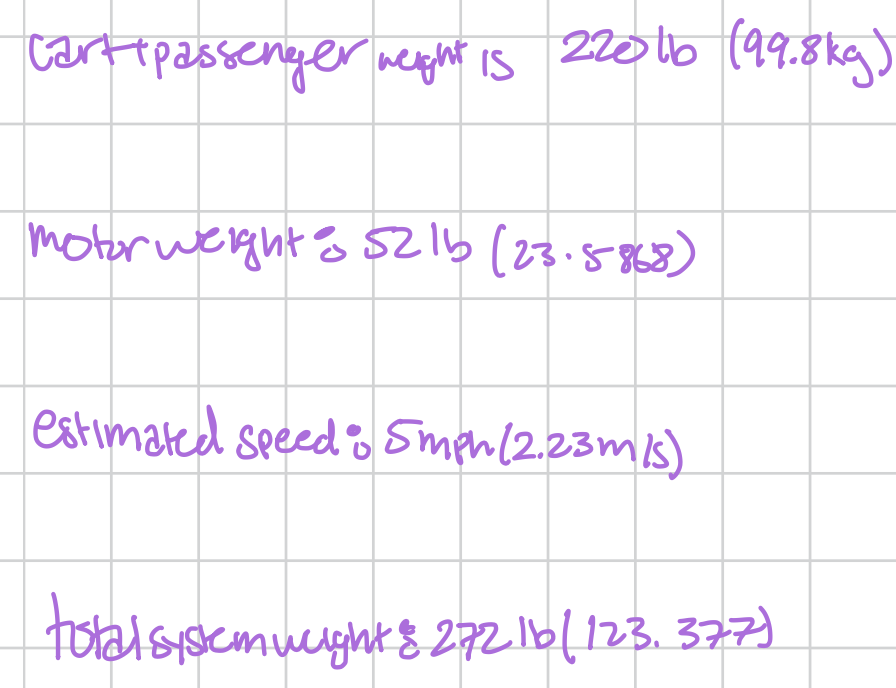 cart+passenger weight is 220 lb (99.8kg)
motor weight: 52 lb (23.5868)
estimated speed: 5mph (2.23m/s)
total system weight: 272 lb (123.377)